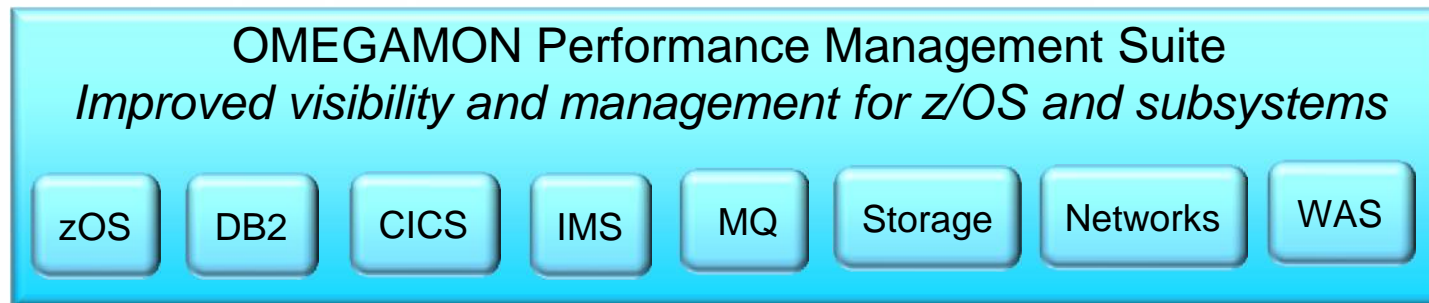 OMEGAMON Performance Management Suite
Improved visibility and management for z/OS and subsystems
zOS DB2 CICS IMS MQ Storage Networks WAS